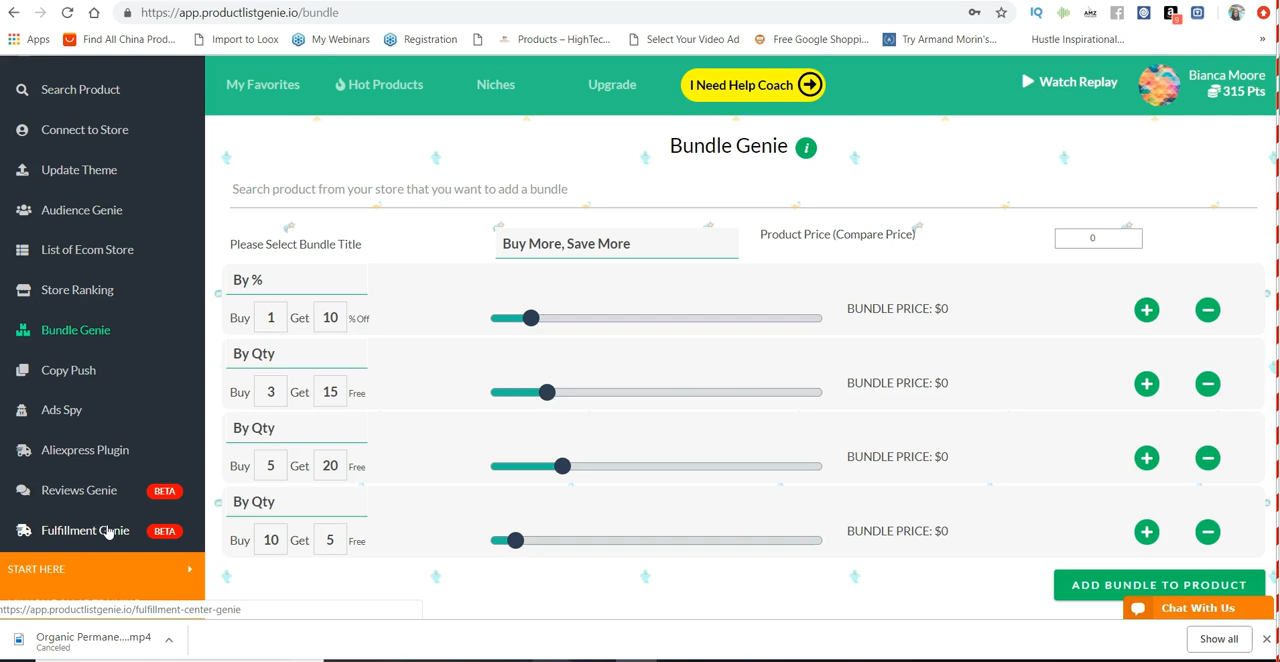 https://app.productlistgenie.io/bundle
IQ
AMZ
a
9
Apps
Find All China Prod...
Import to Loox
My Webinars
Registration
Products – HighTec...
Select Your Video Ad
Free Google Shoppi...
Try Armand Morin's...
Hustle Inspirational...
»
Search Product
Connect to Store
Update Theme
Audience Genie
List of Ecom Store
Store Ranking
Bundle Genie
Copy Push
Ads Spy
Aliexpress Plugin
Reviews Genie BETA
Fulfillment Genie BETA
START HERE
https://app.productlistgenie.io/fulfillment-center-genie
My Favorites
Hot Products
Niches
Upgrade
I Need Help Coach
Watch Replay
Bianca Moore
315 Pts
Bundle Genie i
Search product from your store that you want to add a bundle
Please Select Bundle Title
Buy More, Save More
Product Price (Compare Price)
0
By %
Buy 1 Get 10 % Off
BUNDLE PRICE: $0
By Qty
Buy 3 Get 15 Free
BUNDLE PRICE: $0
By Qty
Buy 5 Get 20 Free
BUNDLE PRICE: $0
By Qty
Buy 10 Get 5 Free
BUNDLE PRICE: $0
ADD BUNDLE TO PRODUCT
Chat With Us
Organic Permane....mp4
Canceled
Show all